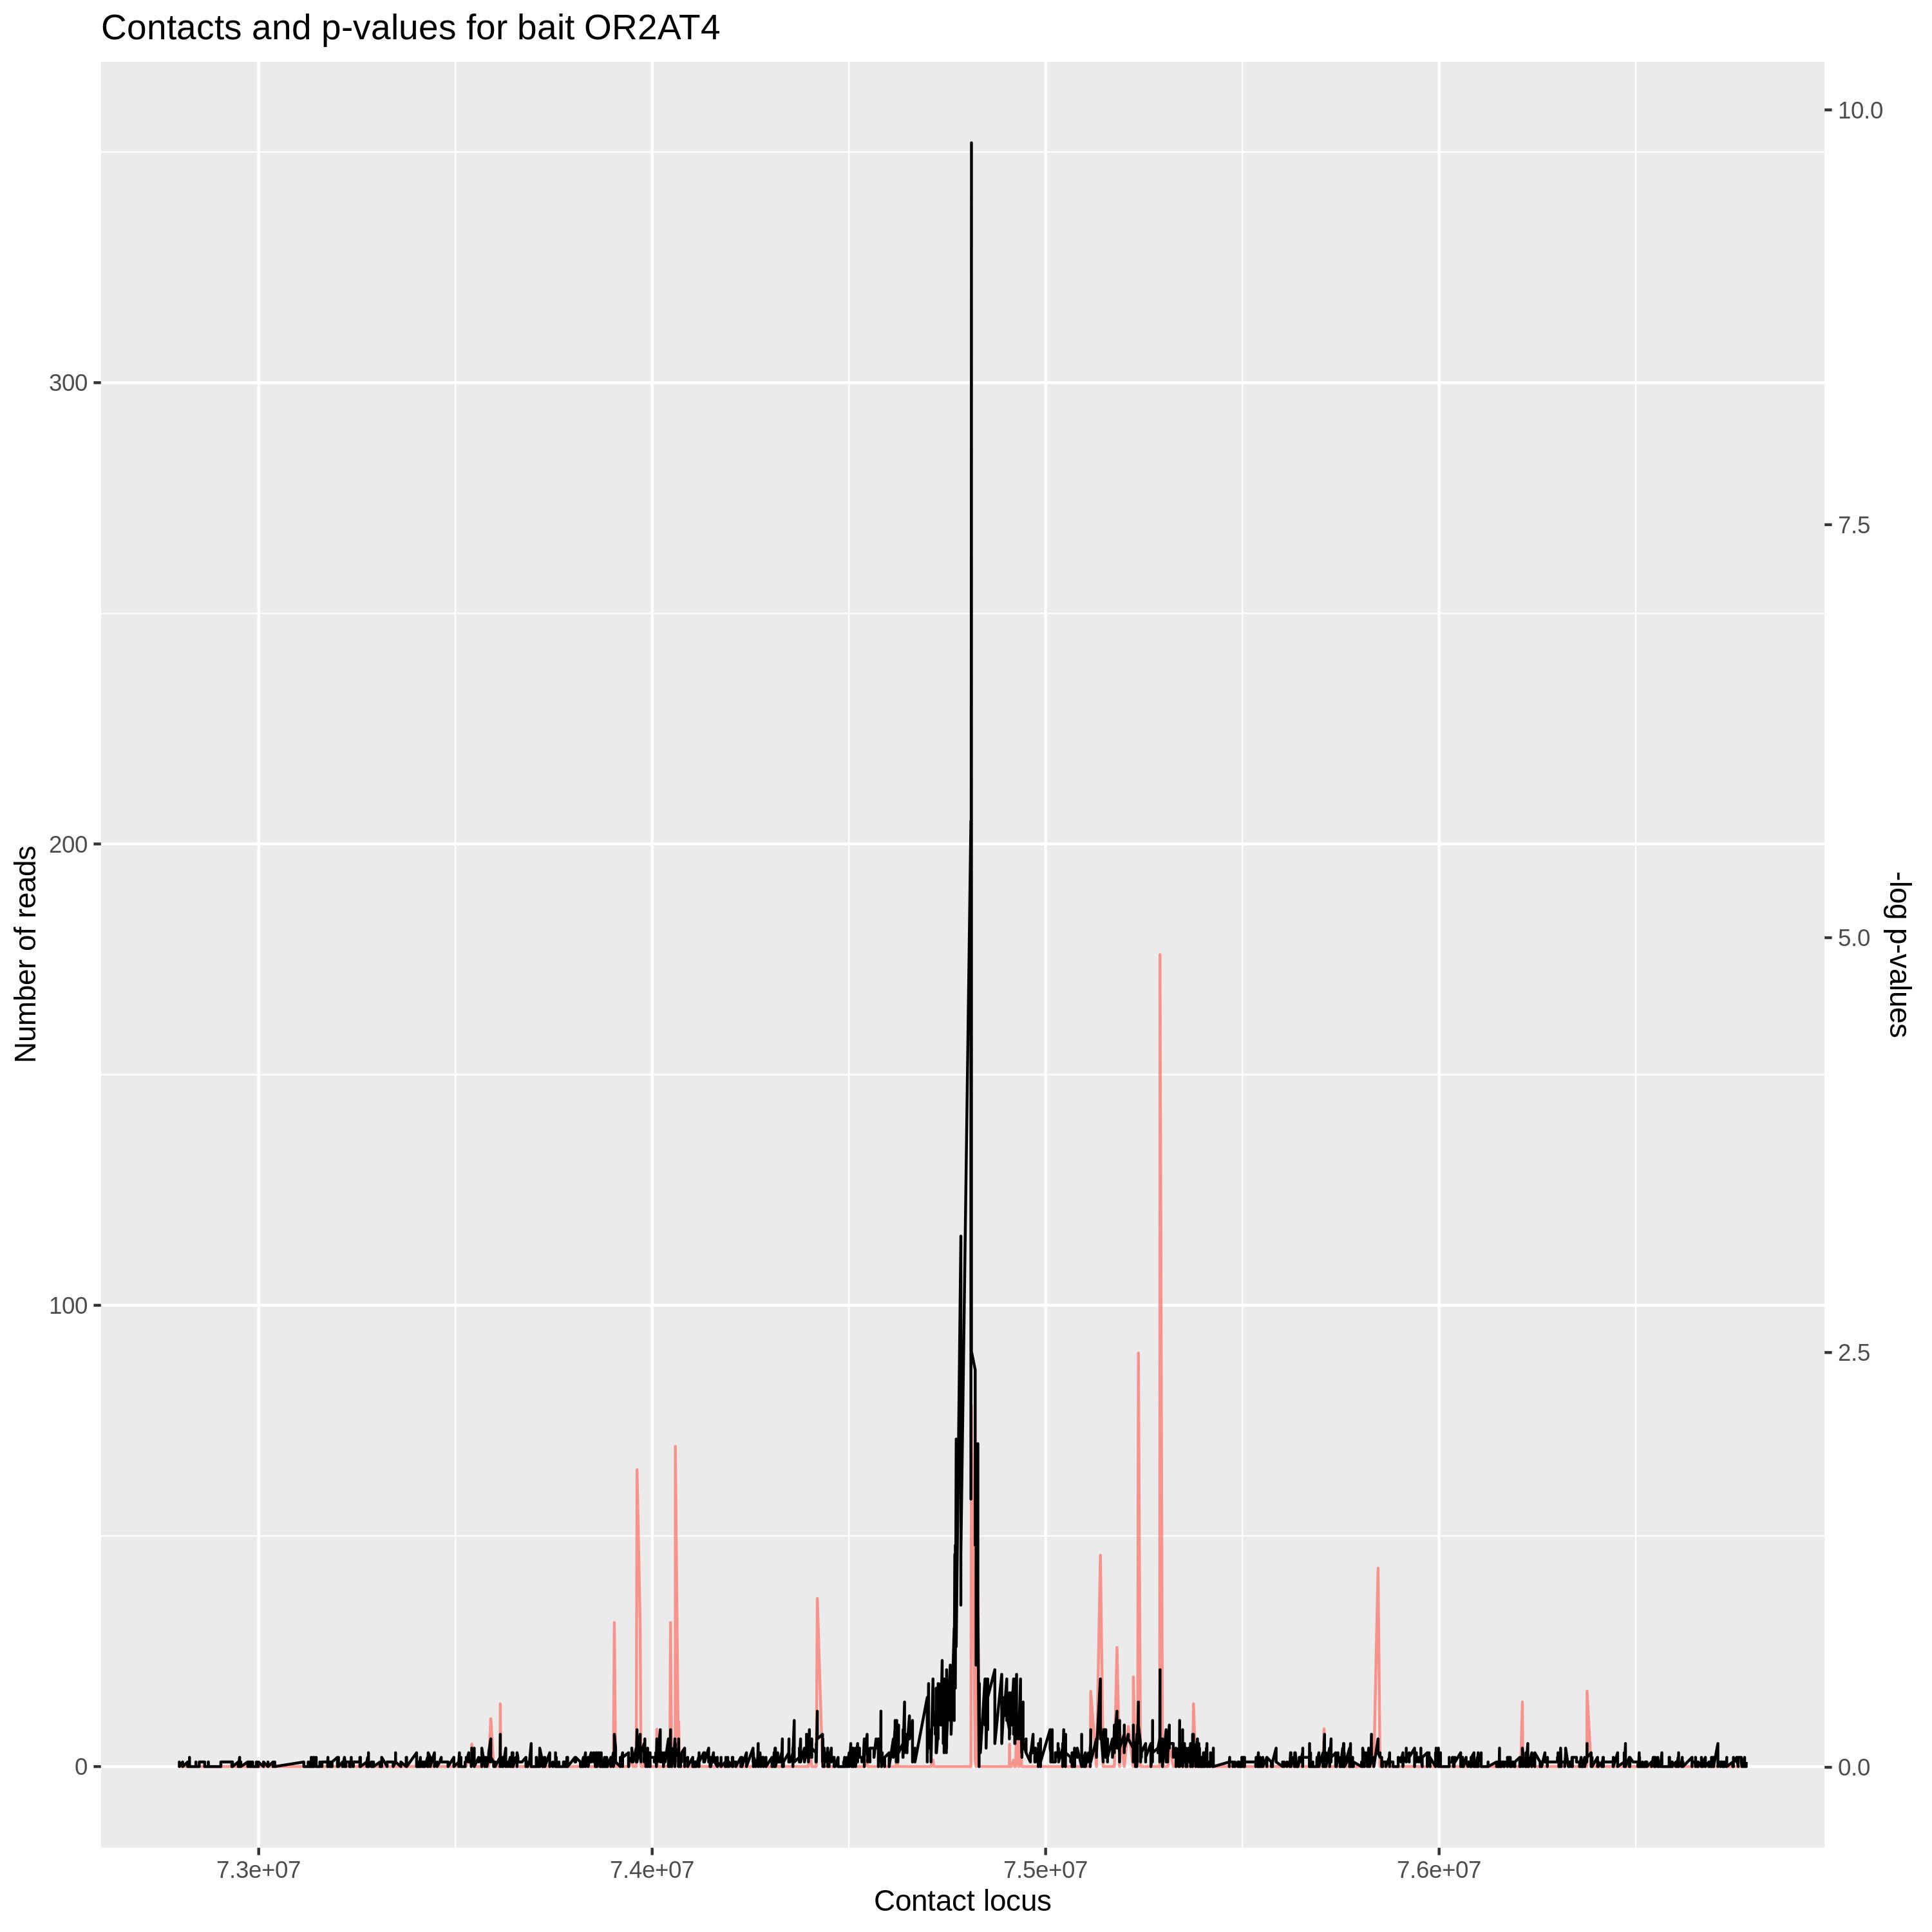 Contacts and p-values for bait OR2AT4
300
200
100
0
Number of reads
10.0
7.5
5.0
2.5
0.0
-log p-values
7.3e+07
7.4e+07
7.5e+07
7.6e+07
Contact locus